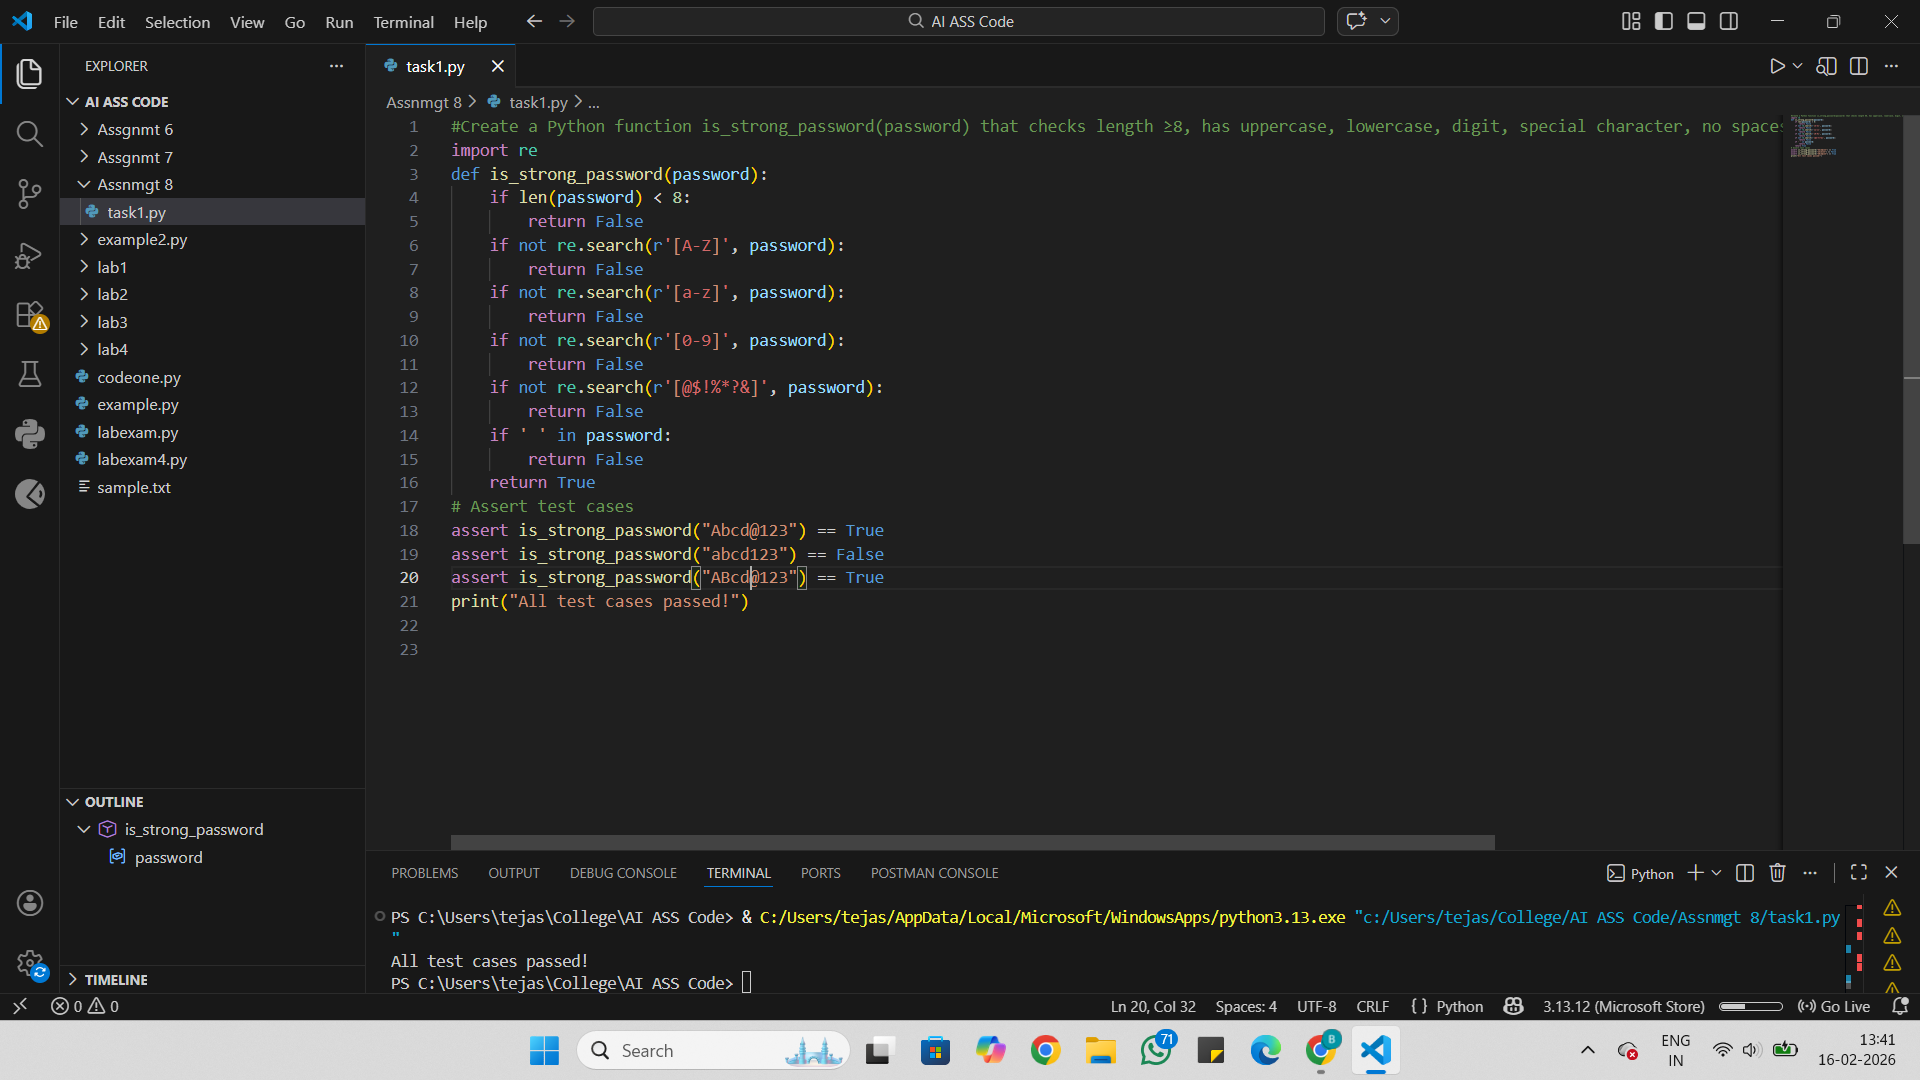 File Edit Selection View Go Run Terminal Help
AI ASS Code
EXPLORER
AI ASS CODE
Assgnmt 6
Assgnmt 7
Assnmgt 8
task1.py
example2.py
lab1
lab2
lab3
lab4
codeone.py
example.py
labexam.py
labexam4.py
sample.txt
OUTLINE
is_strong_password
password
TIMELINE
task1.py
Assnmgt 8 > task1.py > ...
1 #Create a Python function is_strong_password(password) that checks length ≥8, has uppercase, lowercase, digit, special character, no spaces
2 import re
3 def is_strong_password(password):
4     if len(password) < 8:
5         return False
6     if not re.search(r'[A-Z]', password):
7         return False
8     if not re.search(r'[a-z]', password):
9         return False
10     if not re.search(r'[0-9]', password):
11         return False
12     if not re.search(r'[@$!%*?&]', password):
13         return False
14     if ' ' in password:
15         return False
16     return True
17 # Assert test cases
18 assert is_strong_password("Abcd@123") == True
19 assert is_strong_password("abcd123") == False
20 assert is_strong_password("ABcd@123") == True
21 print("All test cases passed!")
22
23
PROBLEMS OUTPUT DEBUG CONSOLE TERMINAL PORTS POSTMAN CONSOLE
Python
PS C:\Users\tejas\College\AI ASS Code> & C:/Users/tejas/AppData/Local/Microsoft/WindowsApps/python3.13.exe "c:/Users/tejas/College/AI ASS Code/Assnmgt 8/task1.py
"
All test cases passed!
PS C:\Users\tejas\College\AI ASS Code>
0 0
Ln 20, Col 32 Spaces: 4 UTF-8 CRLF { } Python 3.13.12 (Microsoft Store) Go Live
Search
71
B
ENG
IN
13:41
16-02-2026